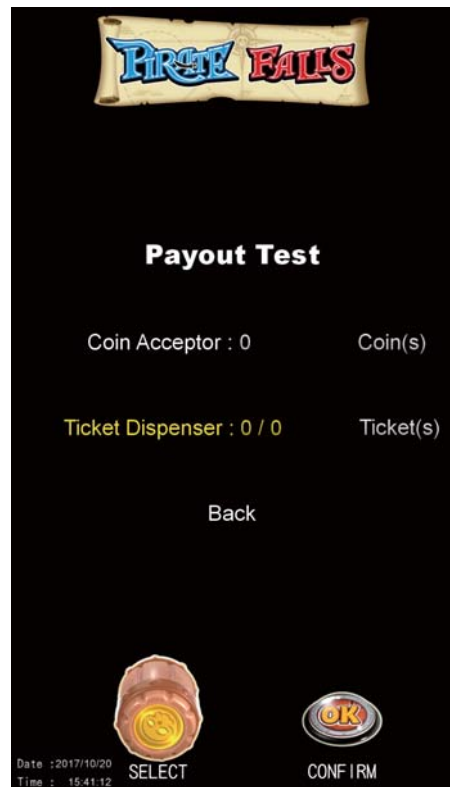 PIRATE FALLS
Payout Test
Coin Acceptor : 0 Coin(s)
Ticket Dispenser : 0 / 0 Ticket(s)
Back
OK
SELECT CONFIRM
Date :2017/10/20
Time : 15:41:12